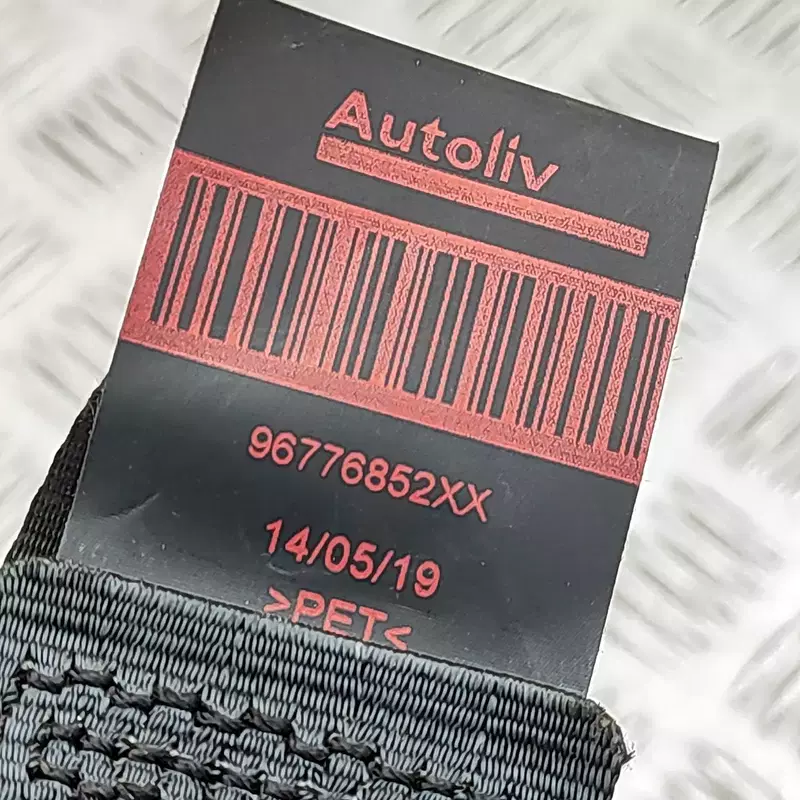 Autoliv
96776852XX
14/05/19
>PET<